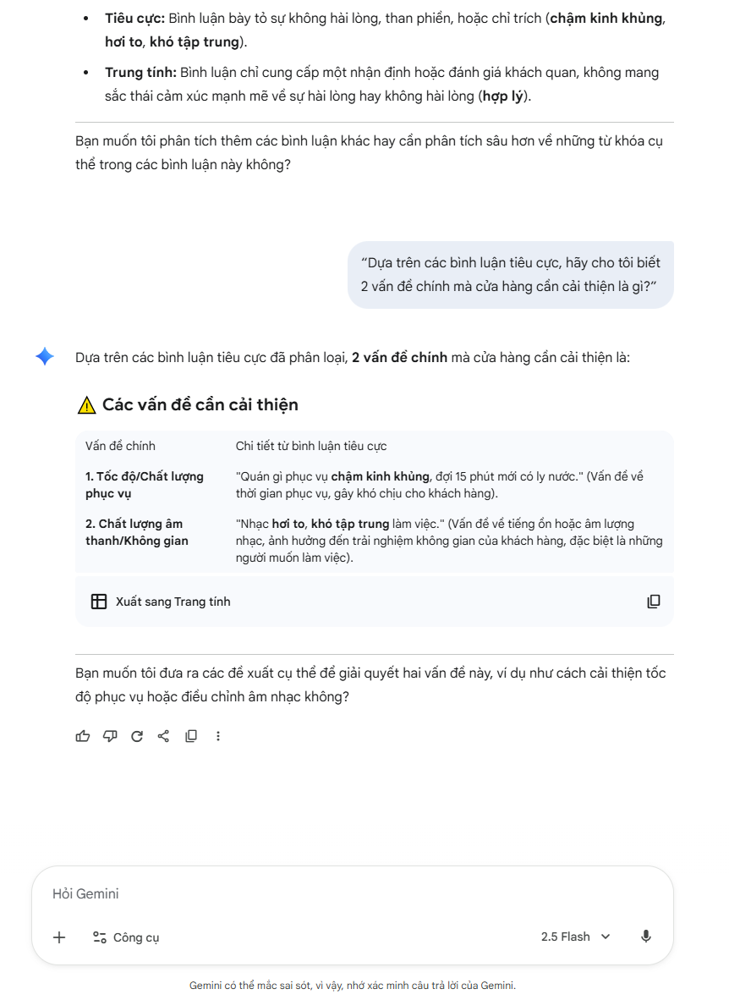 • Tiêu cực: Bình luận bày tỏ sự không hài lòng, than phiền, hoặc chỉ trích (chậm kinh khủng,
hơi to, khó tập trung).
• Trung tính: Bình luận chỉ cung cấp một nhận định hoặc đánh giá khách quan, không mang
sắc thái cảm xúc mạnh mẽ về sự hài lòng hay không hài lòng (hợp lý).
Bạn muốn tôi phân tích thêm các bình luận khác hay cần phân tích sâu hơn về những từ khóa cụ
thể trong các bình luận này không?
“Dựa trên các bình luận tiêu cực, hãy cho tôi biết
2 vấn đề chính mà cửa hàng cần cải thiện là gì?”
Dựa trên các bình luận tiêu cực đã phân loại, 2 vấn đề chính mà cửa hàng cần cải thiện là:
Các vấn đề cần cải thiện
Vấn đề chính
Chi tiết từ bình luận tiêu cực
1. Tốc độ/Chất lượng
phục vụ
"Quán gì phục vụ chậm kinh khủng, đợi 15 phút mới có ly nước." (Vấn đề về
thời gian phục vụ, gây khó chịu cho khách hàng).
2. Chất lượng âm
thanh/Không gian
"Nhạc hơi to, khó tập trung làm việc." (Vấn đề về tiếng ồn hoặc âm lượng
nhạc, ảnh hưởng đến trải nghiệm không gian của khách hàng, đặc biệt là những
người muốn làm việc).
Xuất sang Trang tính
Bạn muốn tôi đưa ra các đề xuất cụ thể để giải quyết hai vấn đề này, ví dụ như cách cải thiện tốc
độ phục vụ hoặc điều chỉnh âm nhạc không?
Hỏi Gemini
Công cụ
2.5 Flash
Gemini có thể mắc sai sót, vì vậy, nhớ xác minh câu trả lời của Gemini.